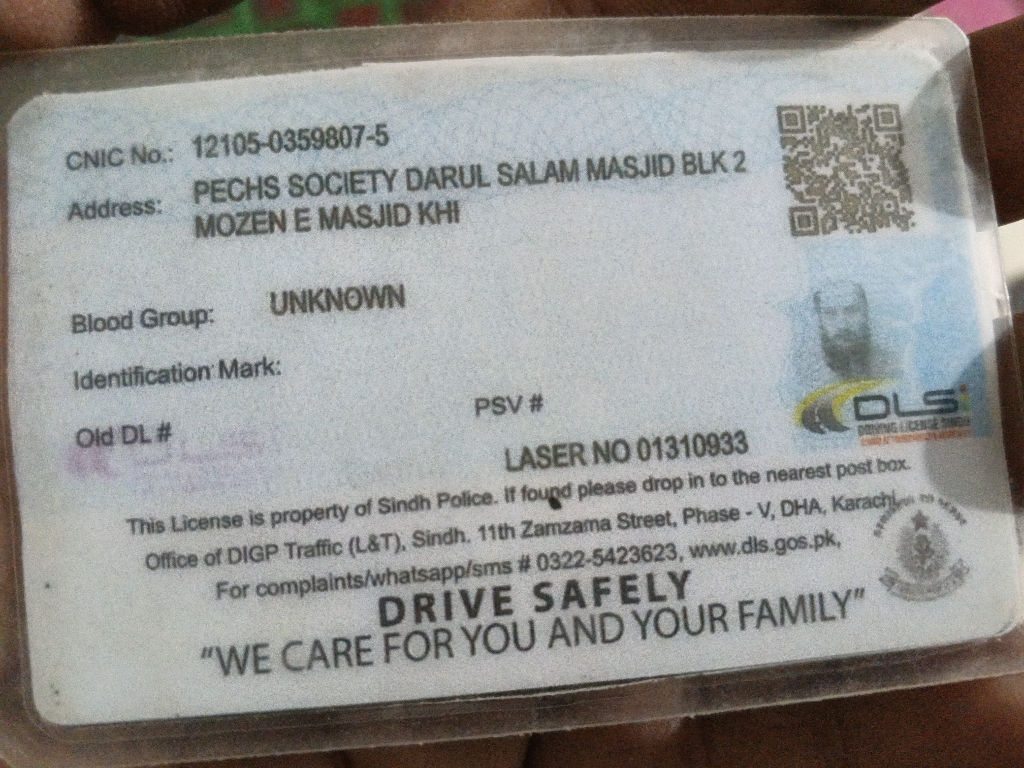 CNIC No.: 12105-0359807-5
Address: PECHS SOCIETY DARUL SALAM MASJID BLK 2
MOZEN E MASJID KHI
Blood Group: UNKNOWN
Identification Mark:
PSV #
Old DL #
DLS
DRIVING LICENSE SINDH
LASER NO 01310933
This License is property of Sindh Police. If found please drop in to the nearest post box.
Office of DIGP Traffic (L&T), Sindh. 11th Zamzama Street, Phase - V, DHA, Karachi.
For complaints/whatsapp/sms # 0322-5423623, www.dls.gos.pk,
DRIVE SAFELY
"WE CARE FOR YOU AND YOUR FAMILY"